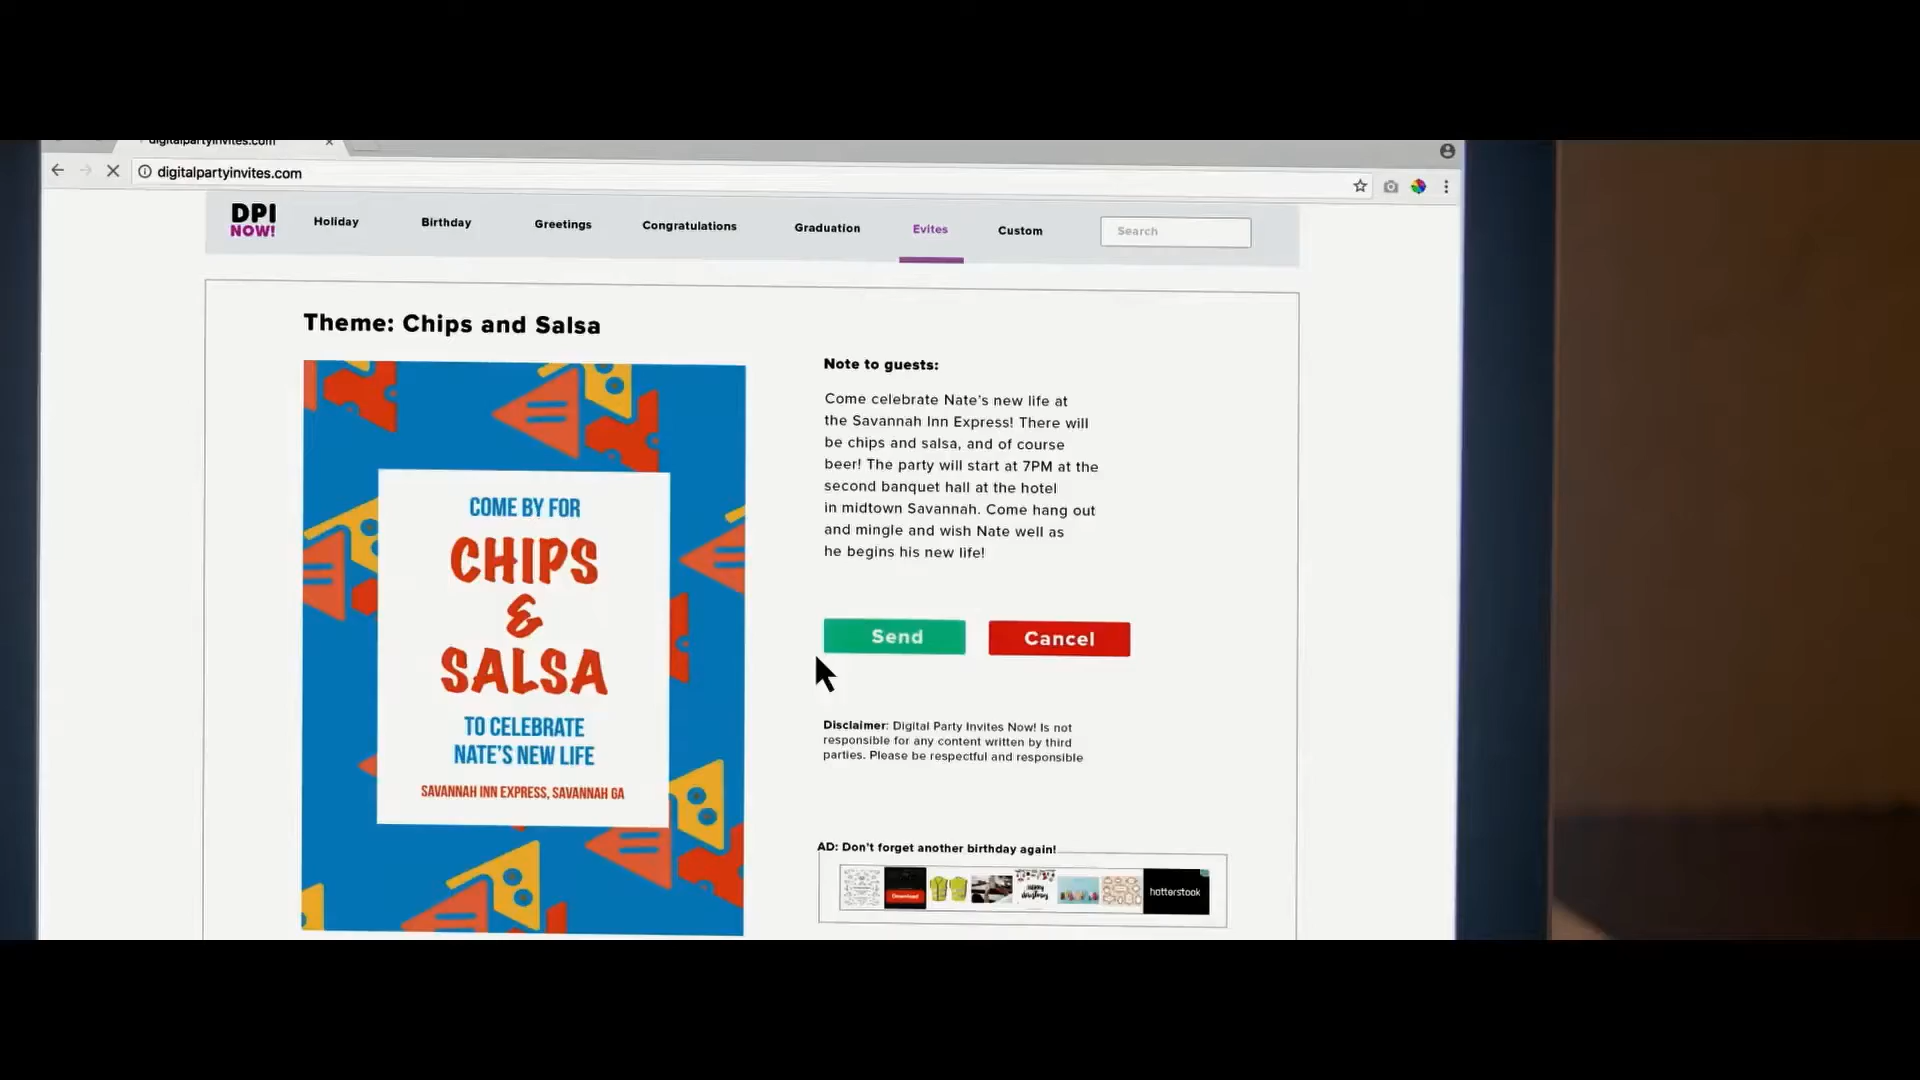 digitalpartyinvites.com
digitalpartyinvites.com
DPI
NOW!
Holiday
Birthday
Greetings
Congratulations
Graduation
Evites
Custom
Search
Theme: Chips and Salsa
COME BY FOR
CHIPS
&
SALSA
TO CELEBRATE
NATE'S NEW LIFE
SAVANNAH INN EXPRESS, SAVANNAH GA
Note to guests:
Come celebrate Nate's new life at
the Savannah Inn Express! There will
be chips and salsa, and of course
beer! The party will start at 7PM at the
second banquet hall at the hotel
in midtown Savannah. Come hang out
and mingle and wish Nate well as
he begins his new life!
Send
Cancel
Disclaimer: Digital Party Invites Now! Is not
responsible for any content written by third
parties. Please be respectful and responsible
AD: Don't forget another birthday again!
Download
hatterstook